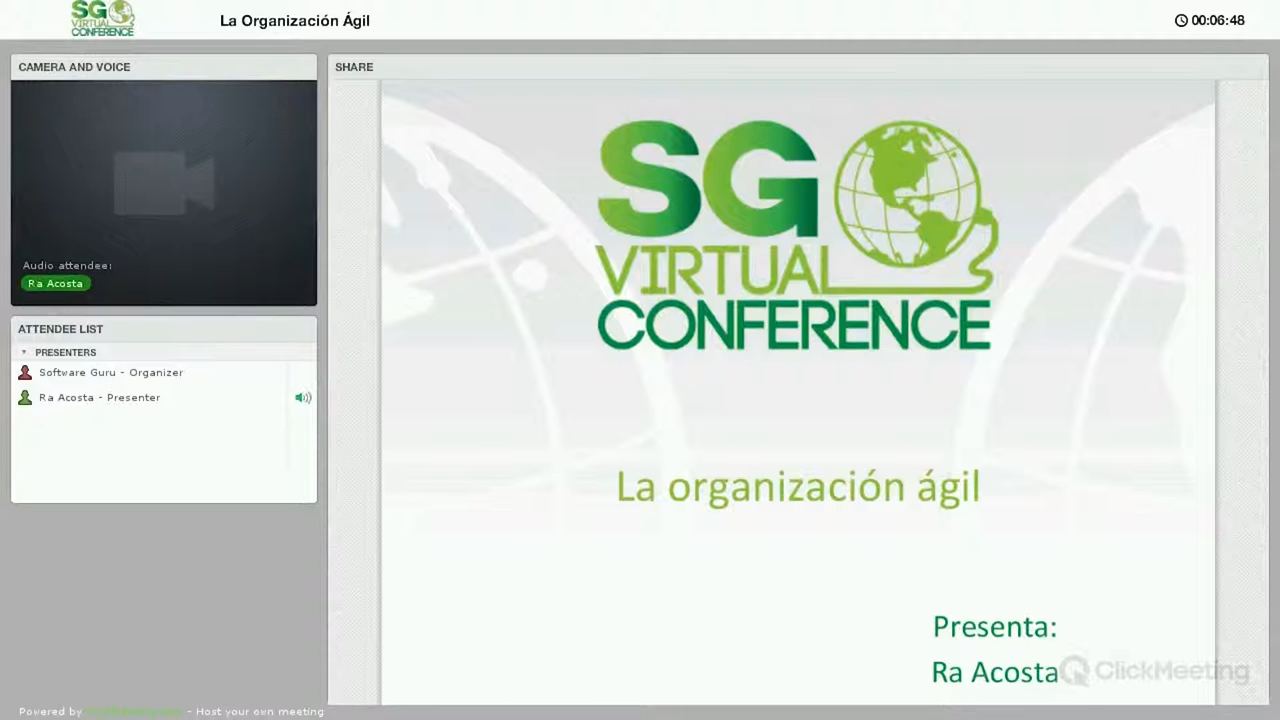 SG
VIRTUAL
CONFERENCE
La Organización Ágil
00:06:48
CAMERA AND VOICE
Audio attendee:
Ra Acosta
ATTENDEE LIST
PRESENTERS
Software Guru - Organizer
Ra Acosta - Presenter
SHARE
SG
VIRTUAL
CONFERENCE
La organización ágil
Presenta:
Ra Acosta
ClickMeeting
Powered by
- Host your own meeting